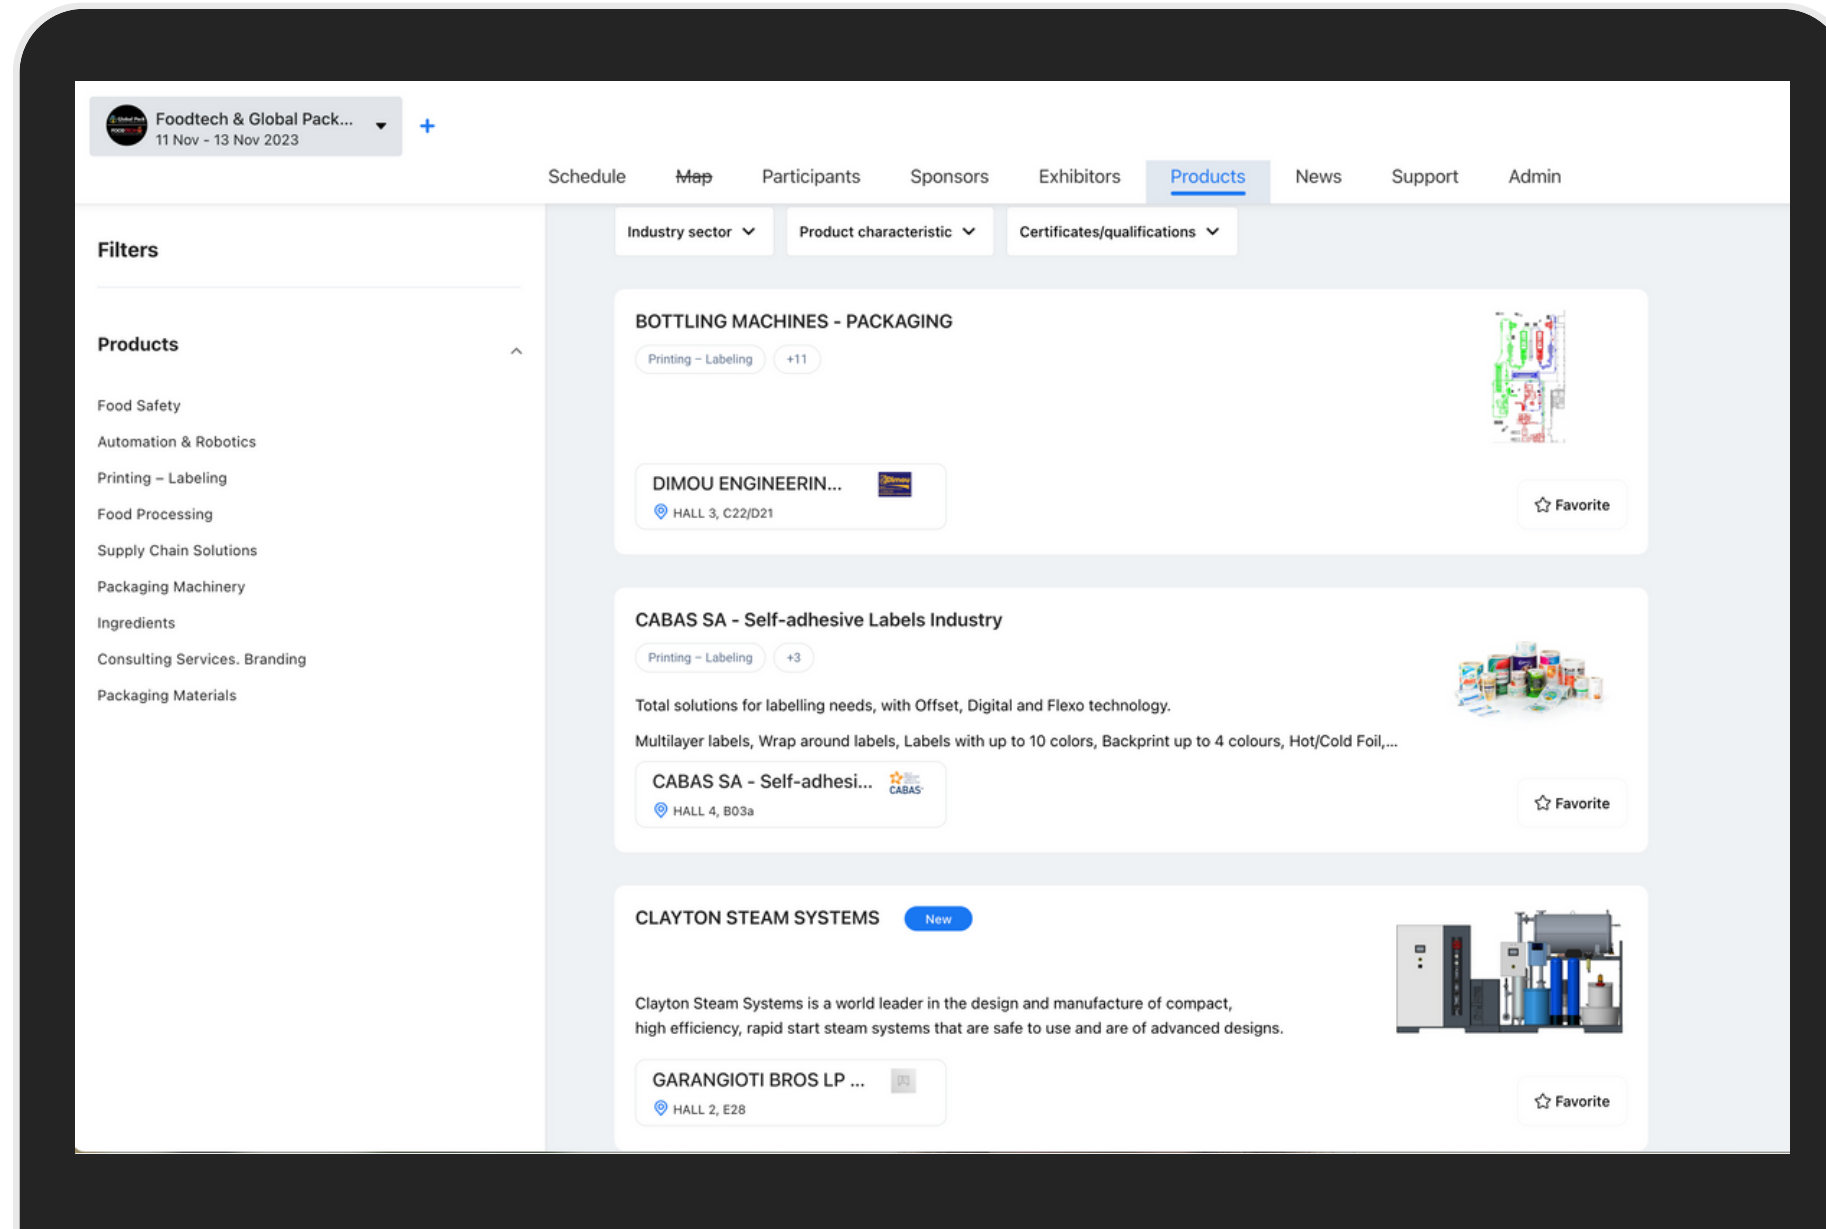 Foodtech & Global Pack...
11 Nov - 13 Nov 2023
+
Schedule Map Participants Sponsors Exhibitors Products News Support Admin
Filters
Products
Food Safety
Automation & Robotics
Printing – Labeling
Food Processing
Supply Chain Solutions
Packaging Machinery
Ingredients
Consulting Services. Branding
Packaging Materials
Industry sector Product characteristic Certificates/qualifications
BOTTLING MACHINES - PACKAGING
Printing – Labeling +11
DIMOU ENGINEERIN...
HALL 3, C22/D21
Favorite
CABAS SA - Self-adhesive Labels Industry
Printing – Labeling +3
Total solutions for labelling needs, with Offset, Digital and Flexo technology.
Multilayer labels, Wrap around labels, Labels with up to 10 colors, Backprint up to 4 colours, Hot/Cold Foil,...
CABAS SA - Self-adhesi... CABAS
HALL 4, B03a
Favorite
CLAYTON STEAM SYSTEMS New
Clayton Steam Systems is a world leader in the design and manufacture of compact,
high efficiency, rapid start steam systems that are safe to use and are of advanced designs.
GARANGIOTI BROS LP ...
HALL 2, E28
Favorite